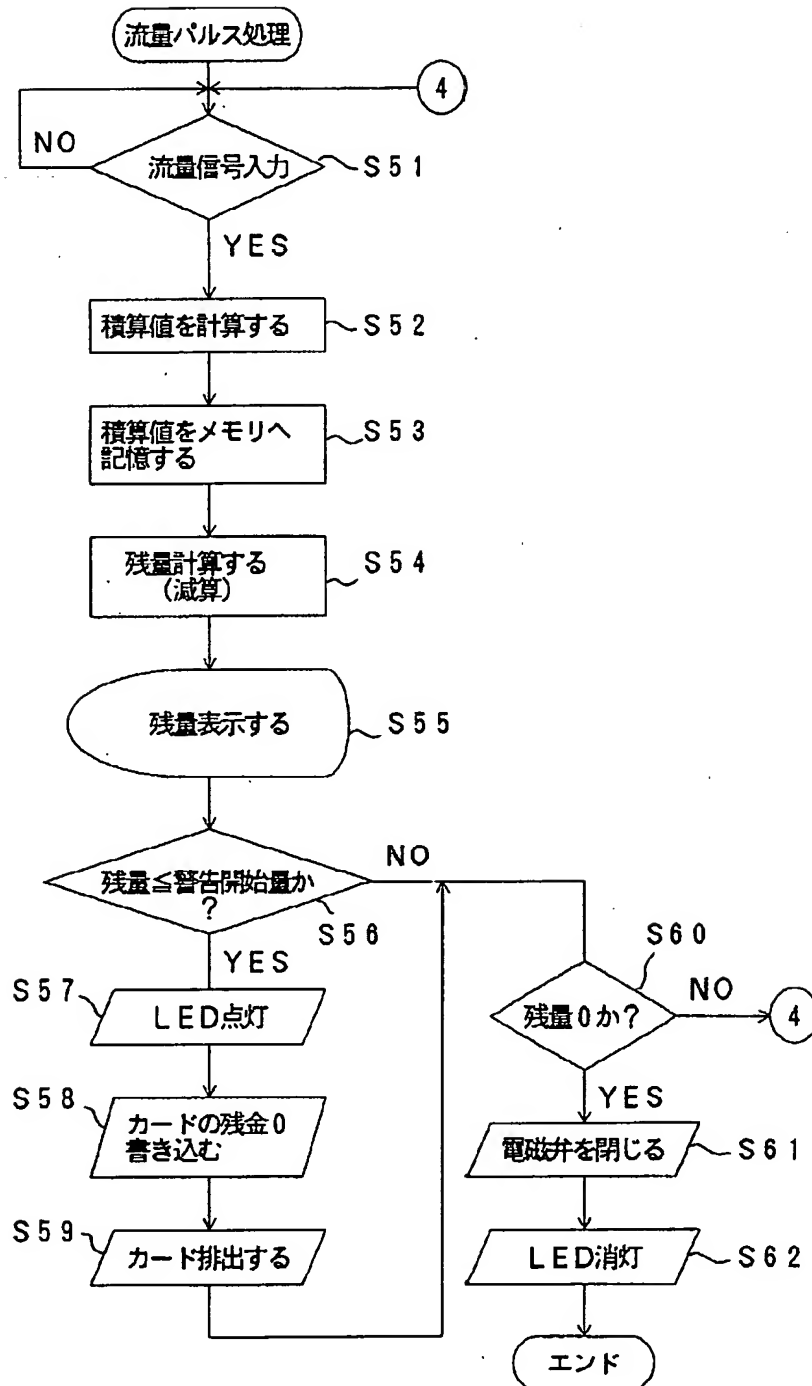 流量パルス処理
4
NO
流量信号入力
S51
YES
積算値を計算する
S52
積算値をメモリへ
記憶する
S53
残量計算する
(減算)
S54
残量表示する
S55
残量≦警告開始量か
?
NO
S56
YES
S57
LED点灯
S58
カードの残金0
書き込む
S59
カード排出する
S60
残量0か?
NO
4
YES
電磁弁を閉じる
S61
LED消灯
S62
エンド